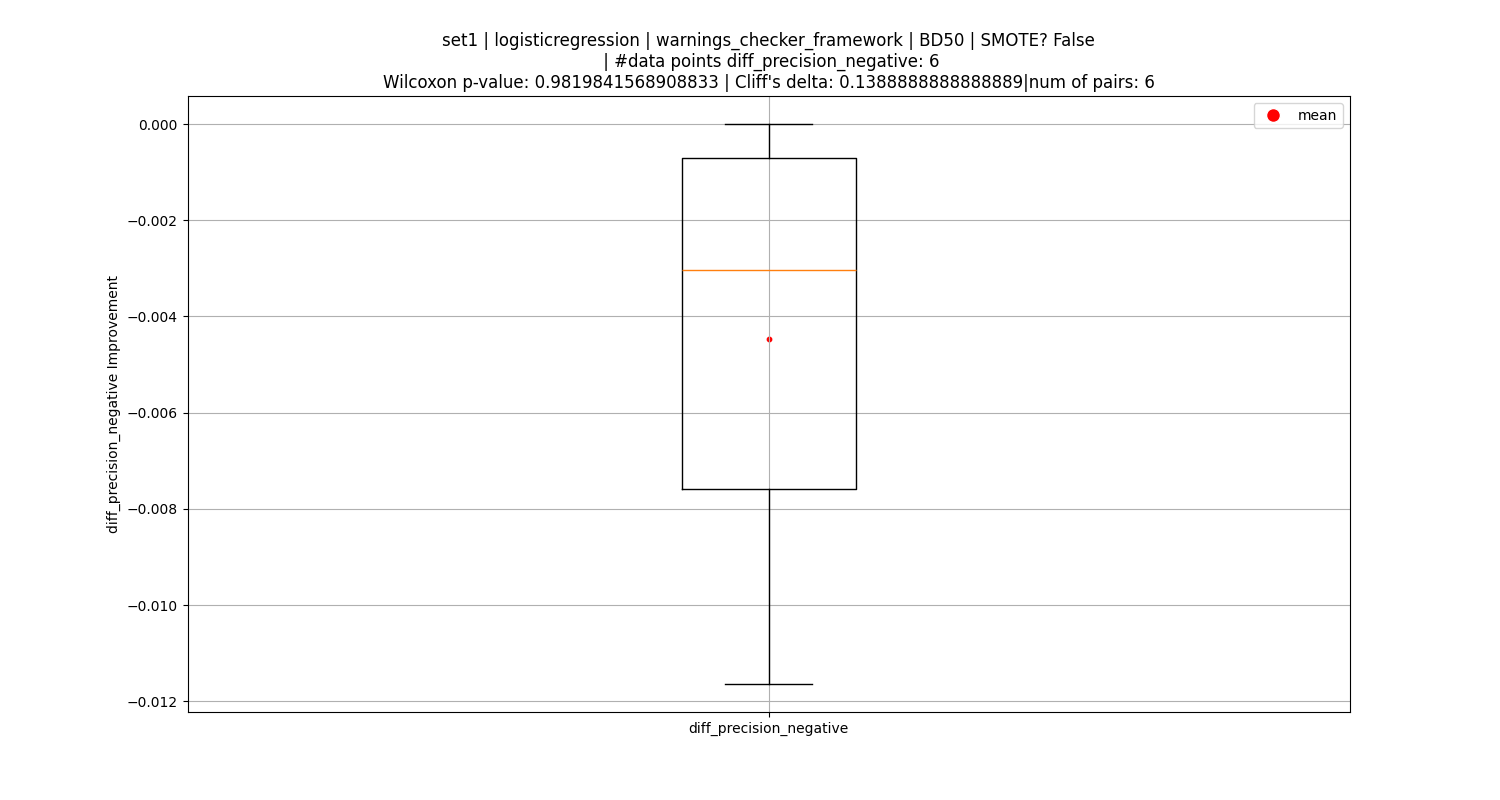 set1 | logisticregression | warnings_checker_framework | BD50 | SMOTE? False
| #data points diff_precision_negative: 6
Wilcoxon p-value: 0.9819841568908833 | Cliff's delta: 0.1388888888888889|num of pairs: 6
mean
0.000
−0.002
−0.004
−0.006
−0.008
−0.010
−0.012
diff_precision_negative Improvement
diff_precision_negative